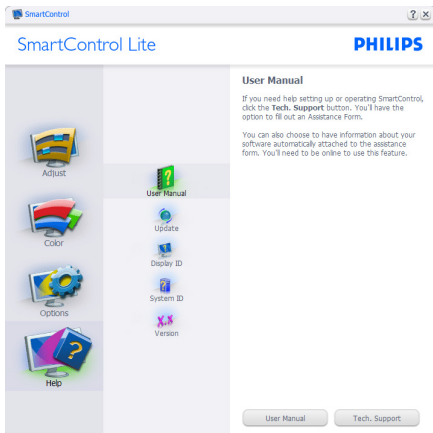 SmartControl
SmartControl Lite
PHILIPS
Adjust
Color
Options
Help
User Manual
Update
Display ID
System ID
X.X
Version
User Manual
If you need help setting up or operating SmartControl,
click the Tech. Support button. You'll have the
option to fill out an Assistance Form.
You can also choose to have information about your
software automatically attached to the assistance
form. You'll need to be online to use this feature.
User Manual
Tech. Support